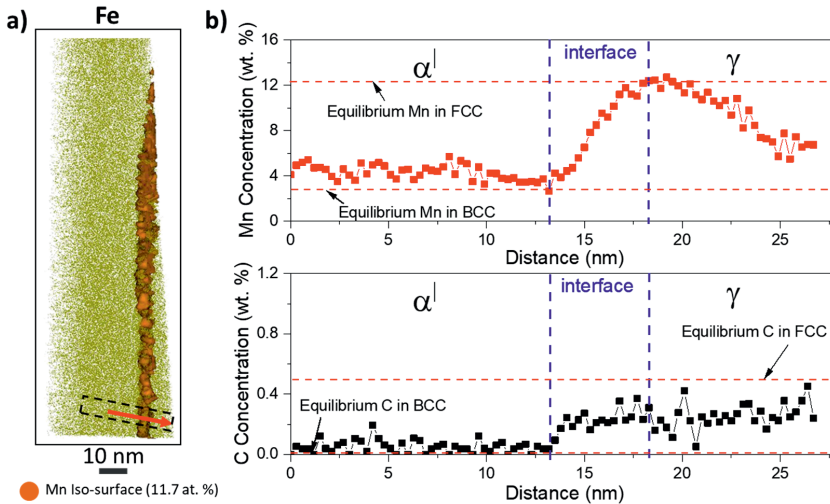 a)
Fe
10 nm
Mn Iso-surface (11.7 at. %)
b)
Mn Concentration (wt. %)
16
12
8
4
0
α|
interface
γ
Equilibrium Mn in FCC
Equilibrium Mn in BCC
0 5 10 15 20 25
Distance (nm)
C Concentration (wt. %)
1.2
0.8
0.4
0.0
α|
interface
γ
Equilibrium C in FCC
Equilibrium C in BCC
0 5 10 15 20 25
Distance (nm)